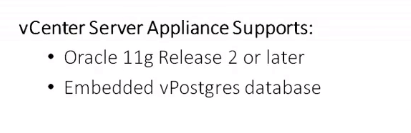 vCenter Server Appliance Supports:
• Oracle 11g Release 2 or later
• Embedded vPostgres database